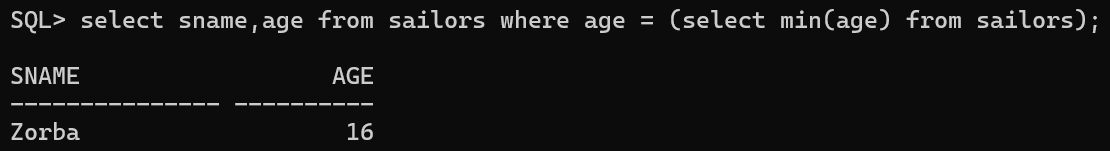 SQL> select sname,age from sailors where age = (select min(age) from sailors);
SNAME                  AGE
--------------- ----------
Zorba                   16